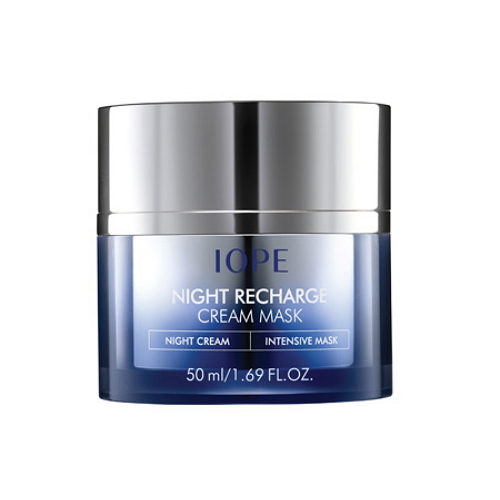 IOPE
NIGHT RECHARGE
CREAM MASK
NIGHT CREAM | INTENSIVE MASK
50 ml/1.69 FL.OZ.